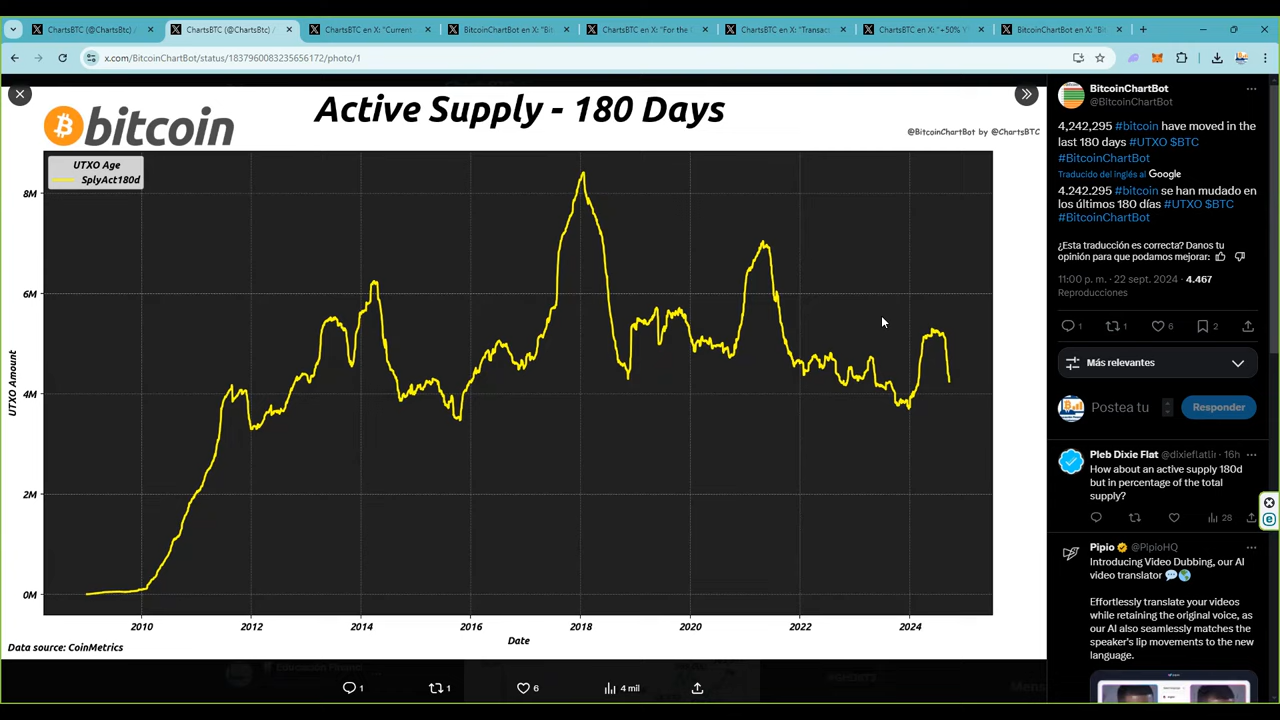 ChartsBTC (@ChartsBtc) /
ChartsBTC (@ChartsBtc) /
ChartsBTC en X: "Current
BitcoinChartBot en X: "Bit
ChartsBTC en X: "For the
ChartsBTC en X: "Transac
ChartsBTC en X: "+50% Y
BitcoinChartBot en X: "Bit
x.com/BitcoinChartBot/status/1837960083235656172/photo/1
bitcoin
Active Supply - 180 Days
@BitcoinChartBot by @ChartsBTC
UTXO Age
SplyAct180d
8M
6M
4M
2M
0M
UTXO Amount
2010
2012
2014
2016
2018
2020
2022
2024
Date
Data source: CoinMetrics
1
1
6
4 mil
BitcoinChartBot
@BitcoinChartBot
4,242,295 #bitcoin have moved in the
last 180 days #UTXO $BTC
#BitcoinChartBot
Traducido del inglés al Google
4.242.295 #bitcoin se han mudado en
los últimos 180 días #UTXO $BTC
#BitcoinChartBot
¿Esta traducción es correcta? Danos tu
opinión para que podamos mejorar:
11:00 p. m. · 22 sept. 2024 · 4.467
Reproducciones
1
1
6
2
Más relevantes
Postea tu
Responder
Pleb Dixie Flat @dixieflatlir · 16h
How about an active supply 180d
but in percentage of the total
supply?
28
Pipio @PipioHQ
Introducing Video Dubbing, our AI
video translator
Effortlessly translate your videos
while retaining the original voice, as
our AI also seamlessly matches the
speaker's lip movements to the new
language.